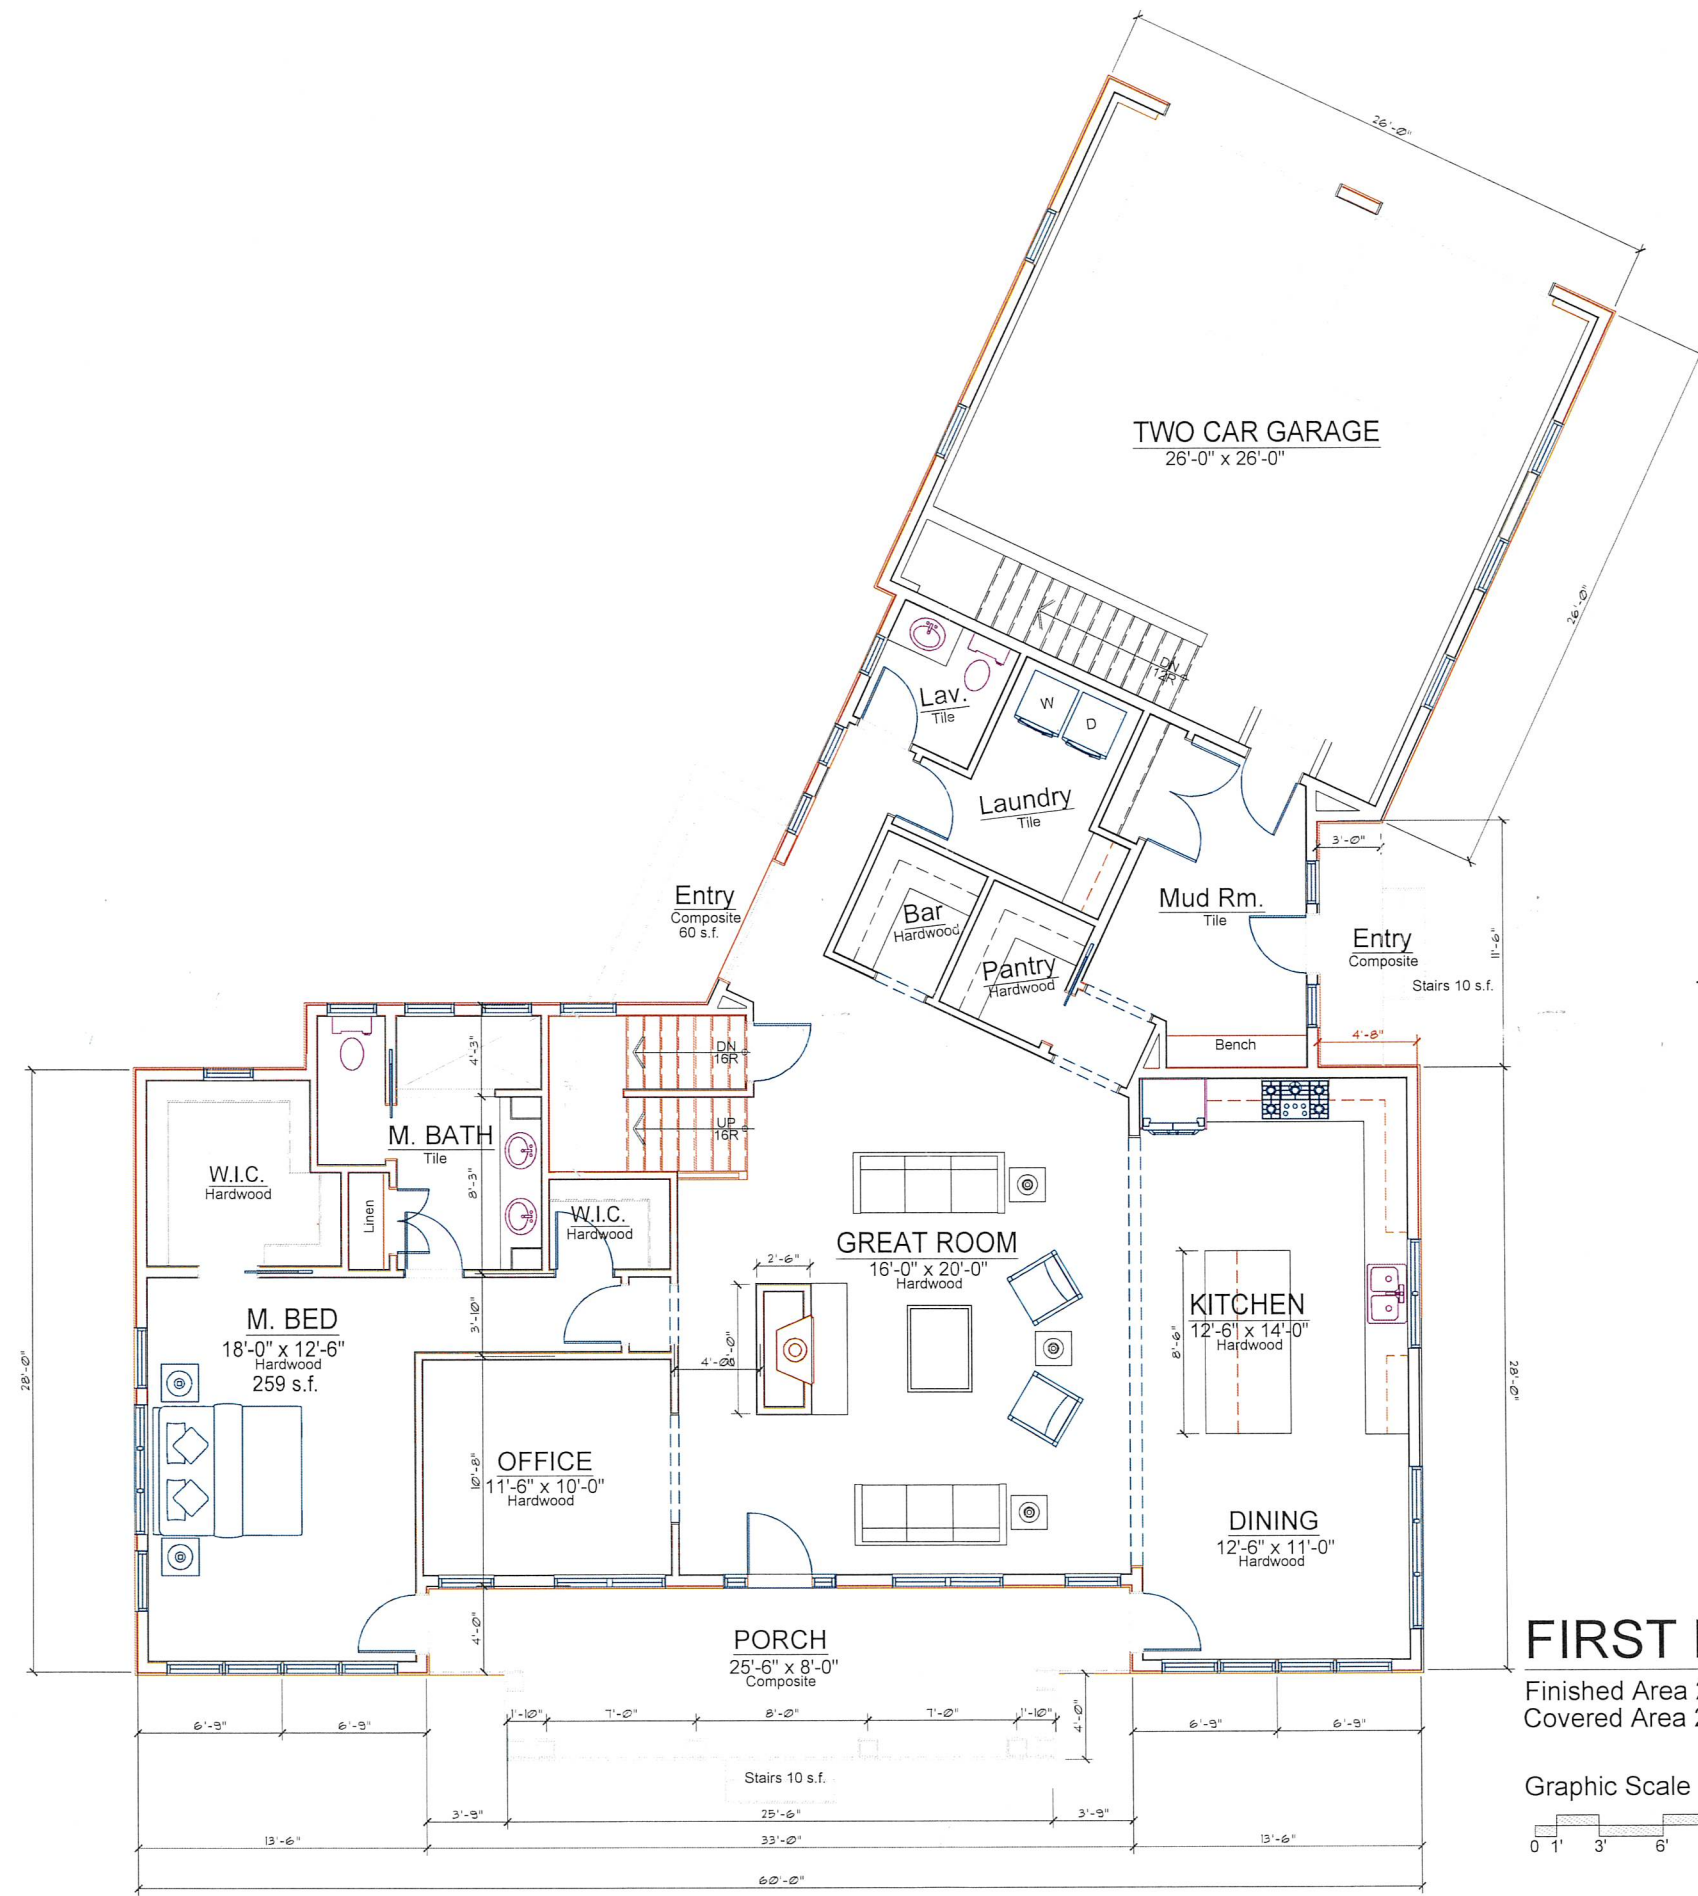 26'-0"
TWO CAR GARAGE
26'-0" x 26'-0"
26'-0"
DN
Lav.
Tile
W
D
Laundry
Tile
3'-0"
Entry
Composite
60 s.f.
Bar
Hardwood
Mud Rm.
Tile
Entry
Composite
11'-6"
Pantry
Hardwood
Stairs 10 s.f.
Bench
4'-8"
DN
16R
4'-3"
UP
16R
M. BATH
Tile
W.I.C.
Hardwood
8'-3"
Linen
W.I.C.
Hardwood
GREAT ROOM
16'-0" x 20'-0"
Hardwood
2'-6"
M. BED
18'-0" x 12'-6"
Hardwood
259 s.f.
3'-10"
KITCHEN
12'-6" x 14'-0"
Hardwood
8'-6"
28'-0"
28'-0"
OFFICE
11'-6" x 10'-0"
Hardwood
10'-8"
DINING
12'-6" x 11'-0"
Hardwood
4'-0"
PORCH
25'-6" x 8'-0"
Composite
FIRST
Finished Area
Covered Area
6'-9"
6'-9"
1'-10"
7'-0"
8'-0"
7'-0"
1'-10"
4'-0"
6'-9"
6'-9"
Stairs 10 s.f.
Graphic Scale
3'-9"
25'-6"
3'-9"
13'-6"
33'-0"
13'-6"
0 1' 3' 6'
60'-0"